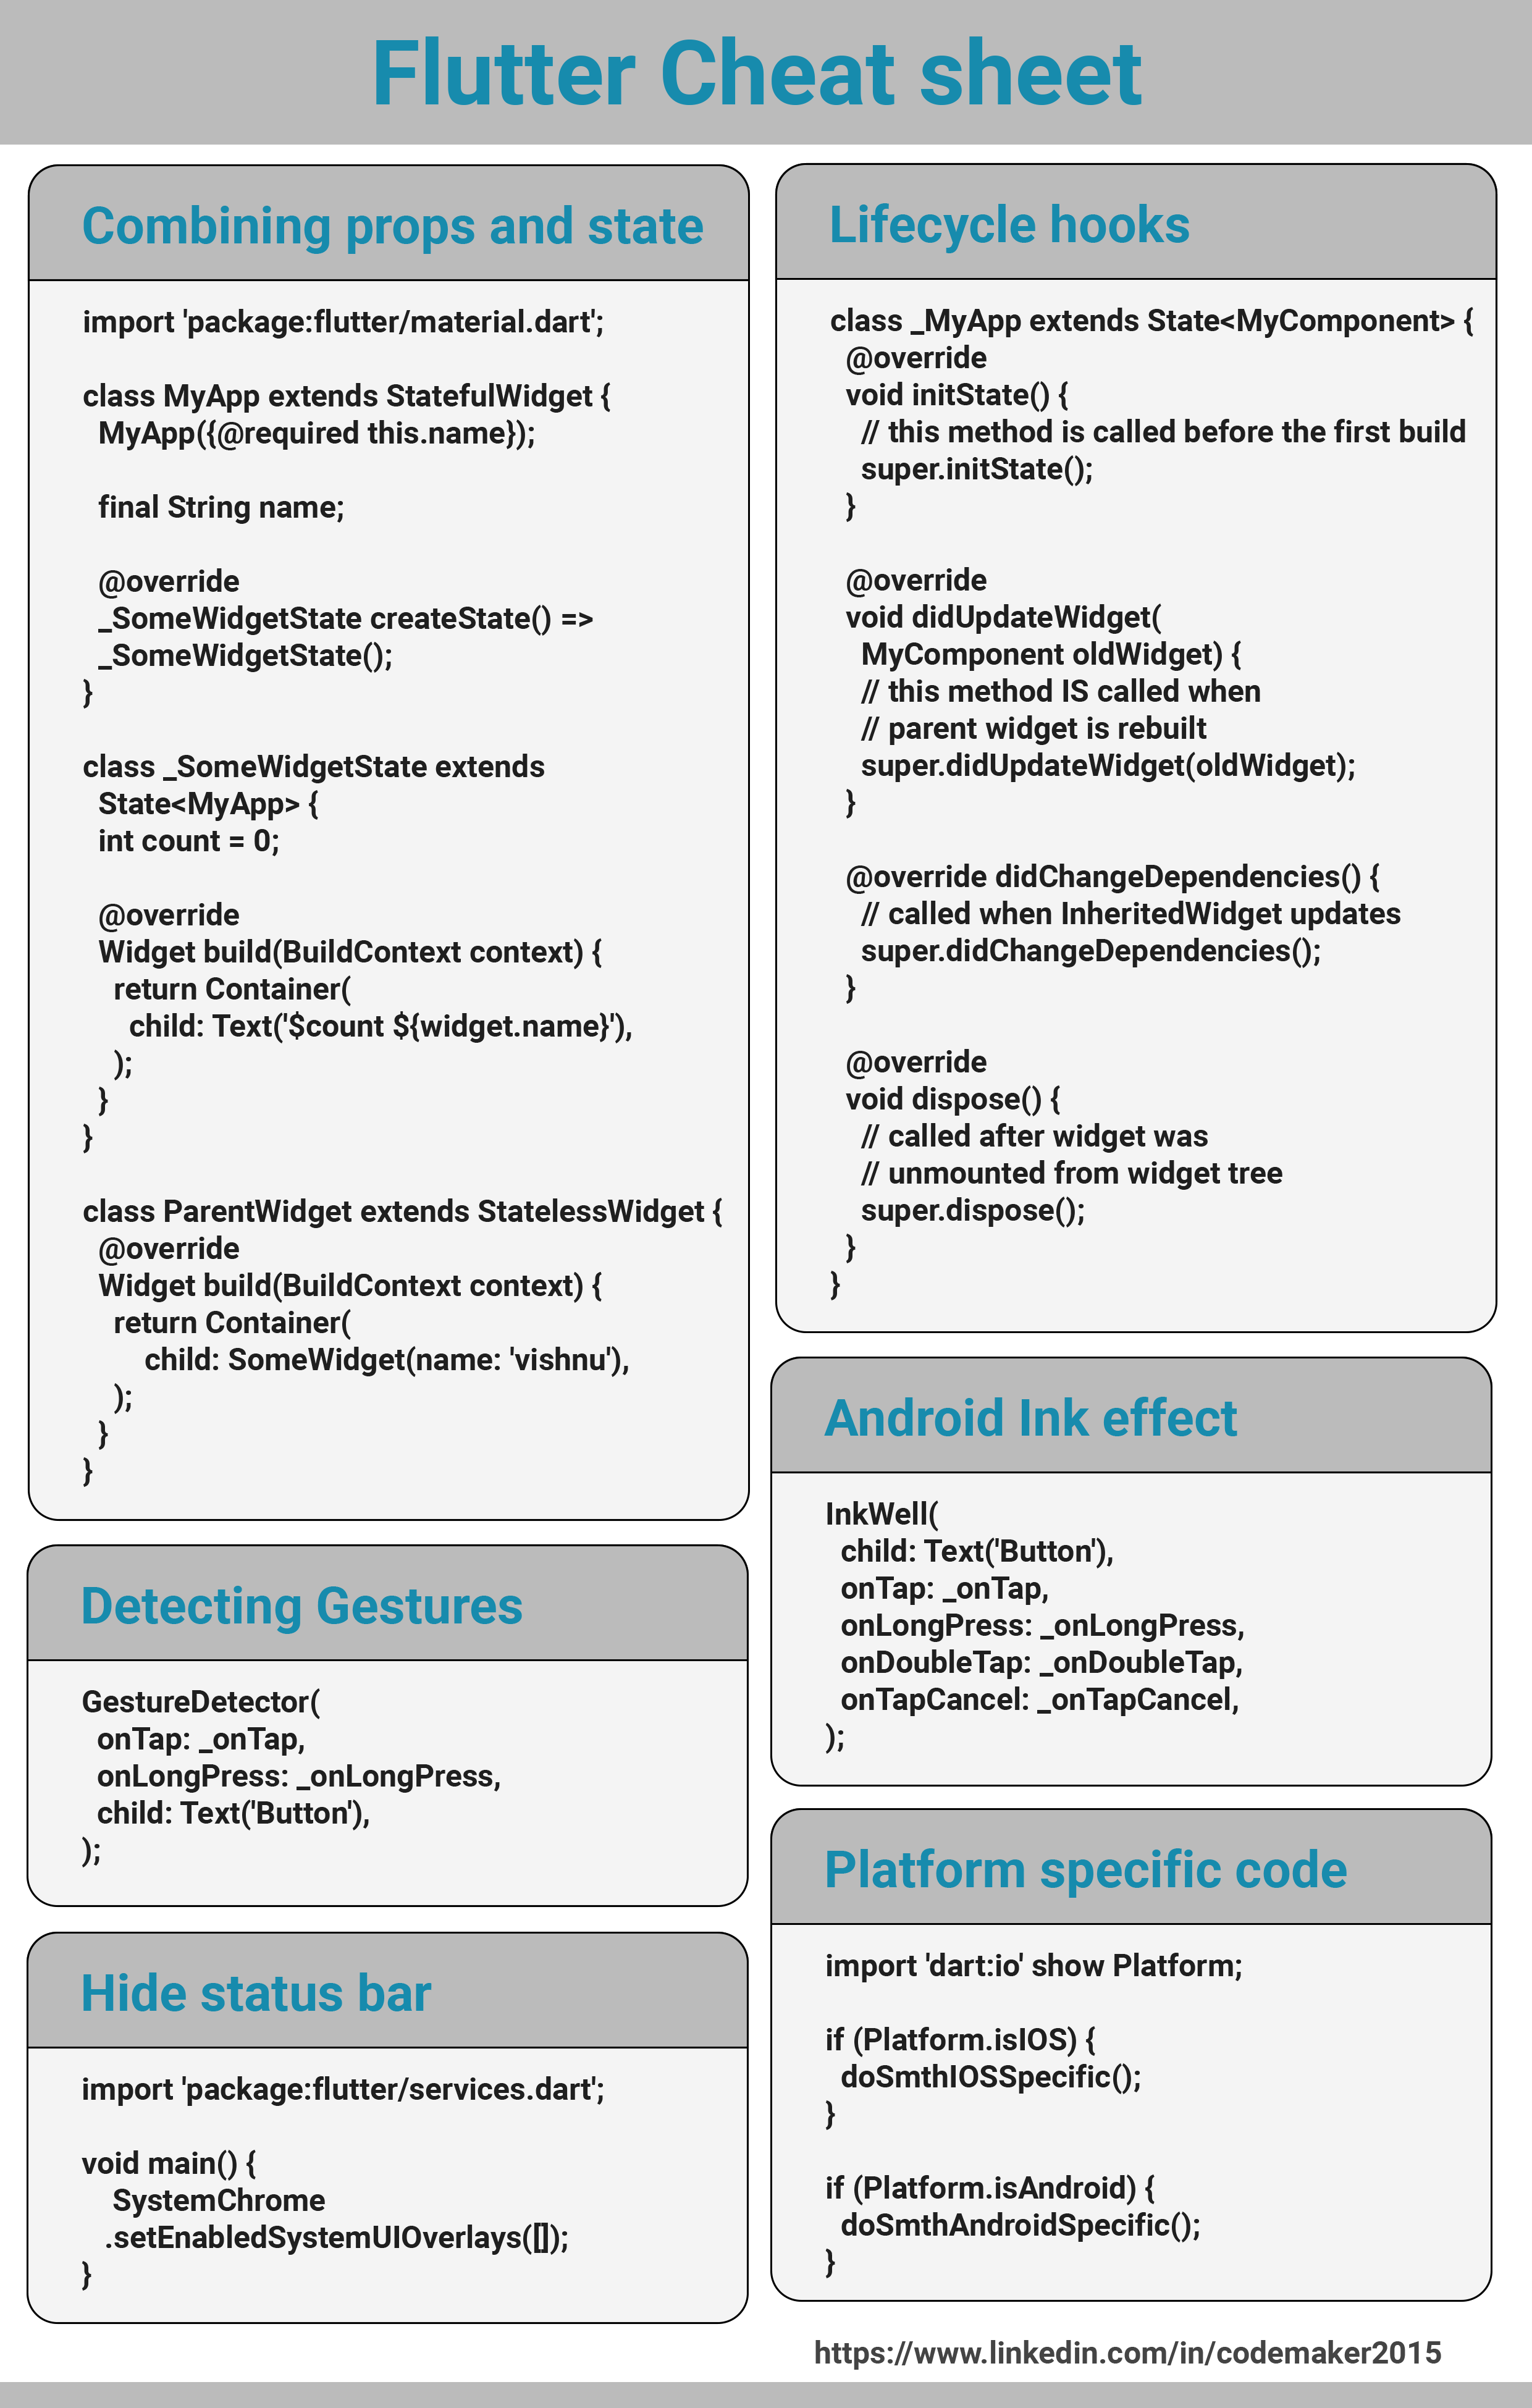 Flutter Cheat sheet
Combining props and state
import 'package:flutter/material.dart';
class MyApp extends StatefulWidget {
MyApp({@required this.name});
final String name;
@override
_SomeWidgetState createState() =>
_SomeWidgetState();
}
class _SomeWidgetState extends
State<MyApp> {
int count = 0;
@override
Widget build(BuildContext context) {
return Container(
child: Text('$count ${widget.name}'),
);
}
}
class ParentWidget extends StatelessWidget {
@override
Widget build(BuildContext context) {
return Container(
child: SomeWidget(name: 'vishnu'),
);
}
}
Detecting Gestures
GestureDetector(
onTap: _onTap,
onLongPress: _onLongPress,
child: Text('Button'),
);
Hide status bar
import 'package:flutter/services.dart';
void main() {
SystemChrome
.setEnabledSystemUIOverlays([]);
}
Lifecycle hooks
class _MyApp extends State<MyComponent> {
@override
void initState() {
// this method is called before the first build
super.initState();
}
@override
void didUpdateWidget(
MyComponent oldWidget) {
// this method IS called when
// parent widget is rebuilt
super.didUpdateWidget(oldWidget);
}
@override didChangeDependencies() {
// called when InheritedWidget updates
super.didChangeDependencies();
}
@override
void dispose() {
// called after widget was
// unmounted from widget tree
super.dispose();
}
}
Android Ink effect
InkWell(
child: Text('Button'),
onTap: _onTap,
onLongPress: _onLongPress,
onDoubleTap: _onDoubleTap,
onTapCancel: _onTapCancel,
);
Platform specific code
import 'dart:io' show Platform;
if (Platform.isIOS) {
doSmthIOSSpecific();
}
if (Platform.isAndroid) {
doSmthAndroidSpecific();
}
https://www.linkedin.com/in/codemaker2015